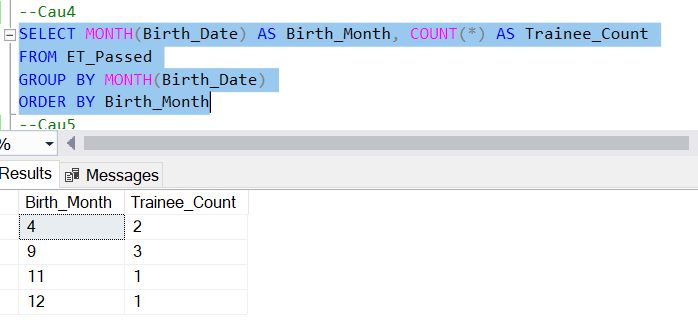 --Cau4
SELECT MONTH(Birth_Date) AS Birth_Month, COUNT(*) AS Trainee_Count
FROM ET_Passed
GROUP BY MONTH(Birth_Date)
ORDER BY Birth_Month
--Cau5
%
Results Messages
Birth_Month Trainee_Count
4 2
9 3
11 1
12 1